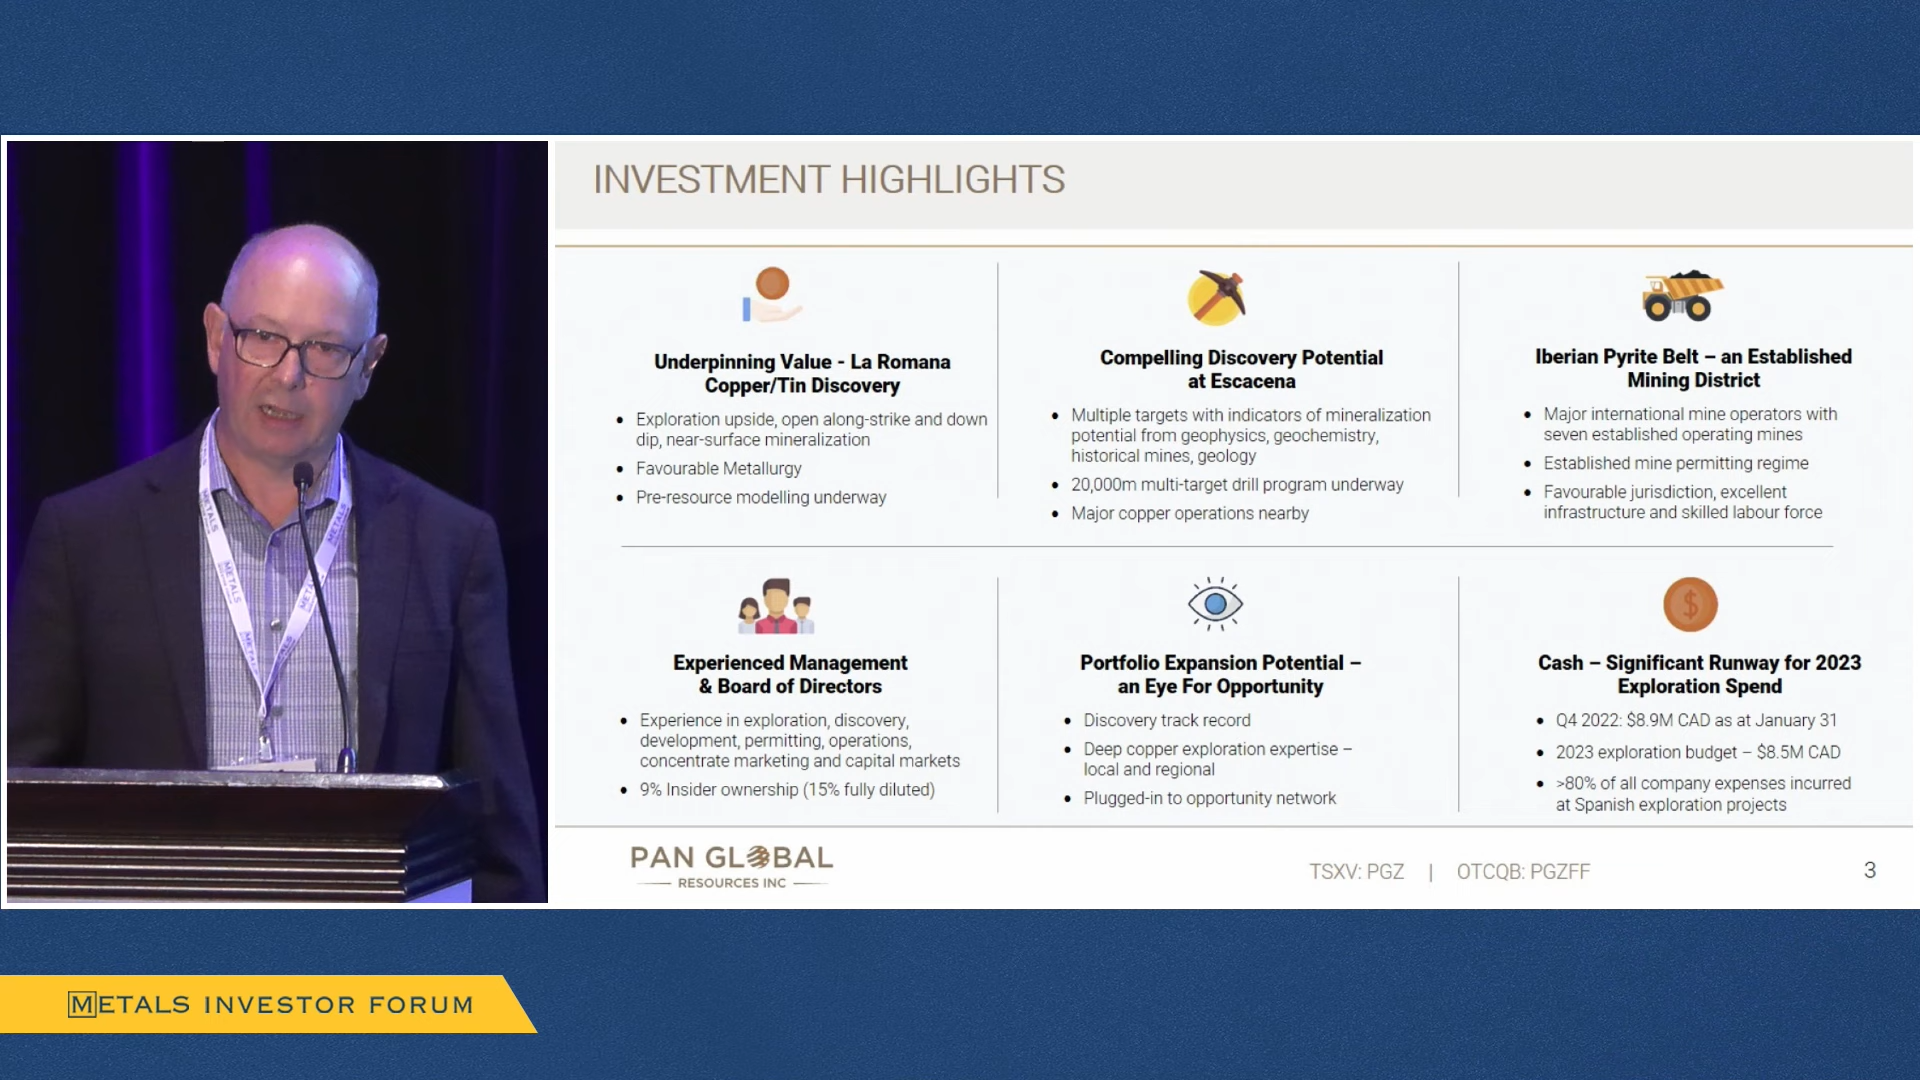 INVESTMENT HIGHLIGHTS
Underpinning Value - La Romana
Copper/Tin Discovery
• Exploration upside, open along-strike and down
dip, near-surface mineralization
• Favourable Metallurgy
• Pre-resource modelling underway
Compelling Discovery Potential
at Escacena
• Multiple targets with indicators of mineralization
potential from geophysics, geochemistry,
historical mines, geology
• 20,000m multi-target drill program underway
• Major copper operations nearby
Iberian Pyrite Belt – an Established
Mining District
• Major international mine operators with
seven established operating mines
• Established mine permitting regime
• Favourable jurisdiction, excellent
infrastructure and skilled labour force
Experienced Management
& Board of Directors
• Experience in exploration, discovery,
development, permitting, operations,
concentrate marketing and capital markets
• 9% Insider ownership (15% fully diluted)
Portfolio Expansion Potential –
an Eye For Opportunity
• Discovery track record
• Deep copper exploration expertise –
local and regional
• Plugged-in to opportunity network
Cash – Significant Runway for 2023
Exploration Spend
• Q4 2022: $8.9M CAD as at January 31
• 2023 exploration budget – $8.5M CAD
• >80% of all company expenses incurred
at Spanish exploration projects
PAN GLOBAL
RESOURCES INC
TSXV: PGZ | OTCQB: PGZFF
3
METALS
METALS
METALS
METALS INVESTOR FORUM